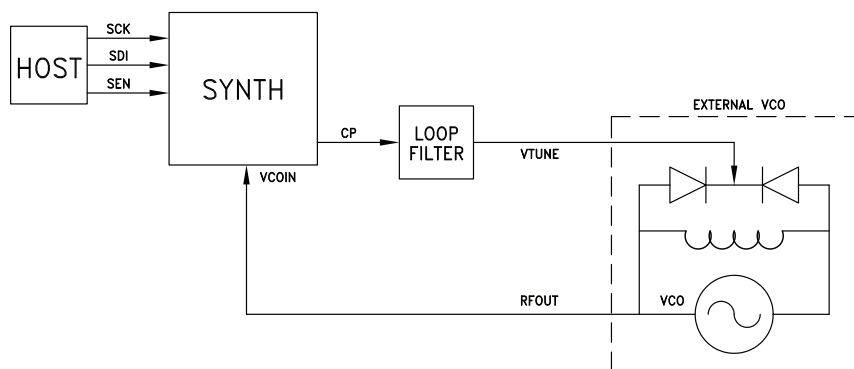 HOST
SCK
SDI
SEN
SYNTH
CP
LOOP
FILTER
VTUNE
EXTERNAL VCO
VCOIN
RFOUT
VCO